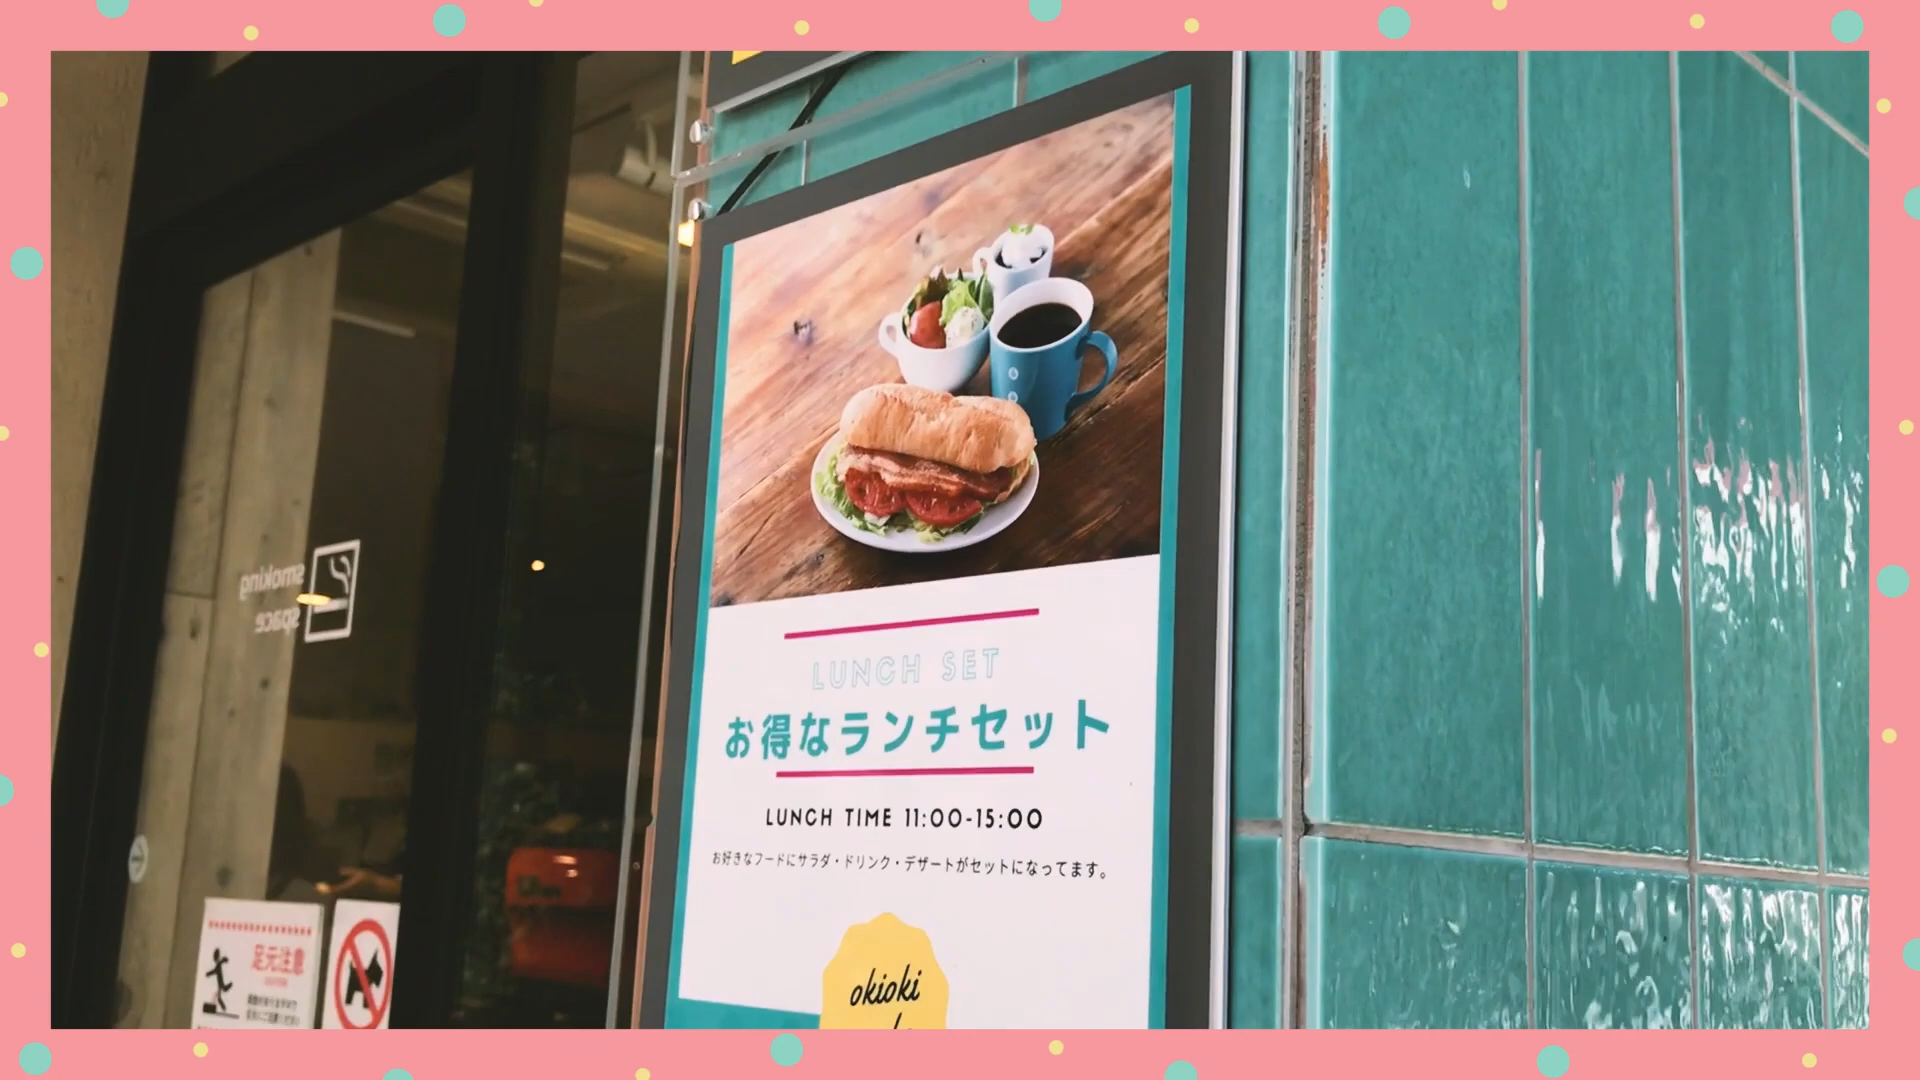 smoking
space
足元注意
LUNCH SET
お得なランチセット
LUNCH TIME 11:00-15:00
お好きなフードにサラダ・ドリンク・デザートがセットになってます。
okioki